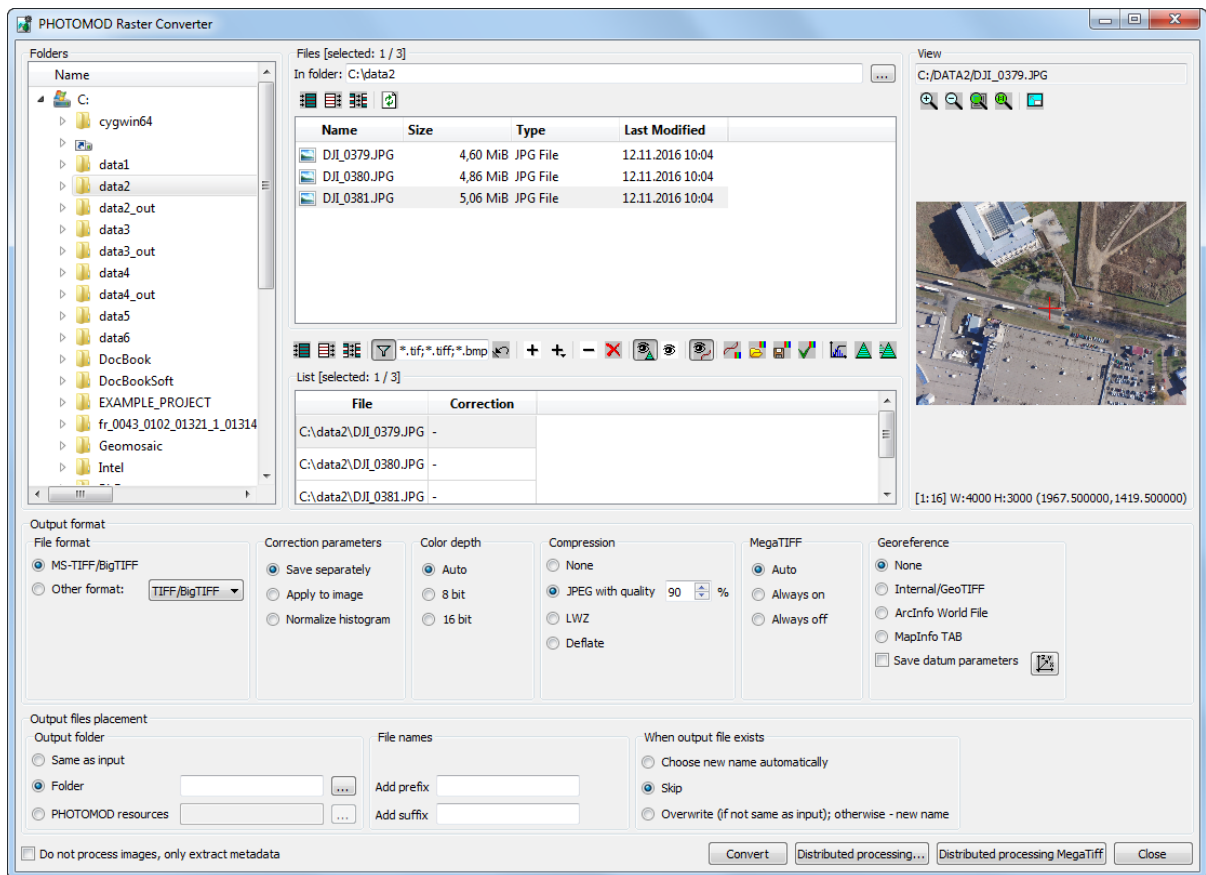 PHOTOMOD Raster Converter
Folders
Name
C:
cygwin64
data1
data2
data2_out
data3
data3_out
data4
data4_out
data5
data6
DocBook
DocBookSoft
EXAMPLE_PROJECT
fr_0043_0102_01321_1_01314
Geomosaic
Intel
Files [selected: 1 / 3]
In folder: C:\data2
...
Name Size Type Last Modified
DJI_0379.JPG 4,60 MiB JPG File 12.11.2016 10:04
DJI_0380.JPG 4,86 MiB JPG File 12.11.2016 10:04
DJI_0381.JPG 5,06 MiB JPG File 12.11.2016 10:04
*.tif;*.tiff;*.bmp
List [selected: 1 / 3]
File Correction
C:\data2\DJI_0379.JPG -
C:\data2\DJI_0380.JPG -
C:\data2\DJI_0381.JPG -
View
C:/DATA2/DJI_0379.JPG
[1:16] W:4000 H:3000 (1967.500000,1419.500000)
Output format
File format
MS-TIFF/BigTIFF
Other format: TIFF/BigTIFF
Correction parameters
Save separately
Apply to image
Normalize histogram
Color depth
Auto
8 bit
16 bit
Compression
None
JPEG with quality 90 %
LWZ
Deflate
MegaTIFF
Auto
Always on
Always off
Georeference
None
Internal/GeoTIFF
ArcInfo World File
MapInfo TAB
Save datum parameters
Output files placement
Output folder
Same as input
Folder ...
PHOTOMOD resources ...
File names
Add prefix
Add suffix
When output file exists
Choose new name automatically
Skip
Overwrite (if not same as input); otherwise - new name
Do not process images, only extract metadata
Convert Distributed processing... Distributed processing MegaTiff Close